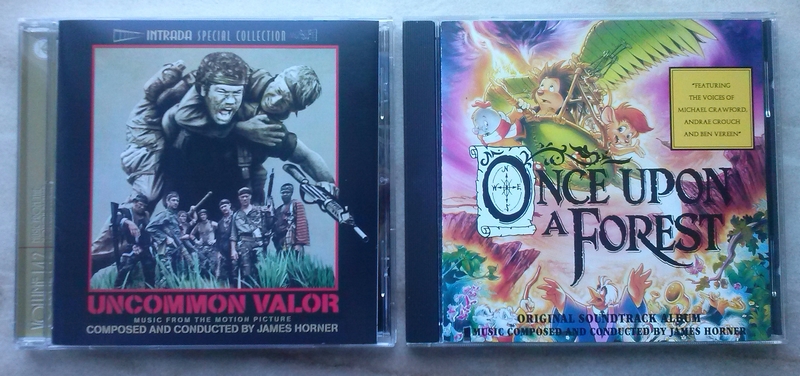 INTRADA SPECIAL COLLECTION
UNCOMMON VALOR
MUSIC FROM THE MOTION PICTURE
COMPOSED AND CONDUCTED BY JAMES HORNER
"FEATURING
THE VOICES OF
MICHAEL CRAWFORD,
ANDRAE CROUCH
AND BEN VEREEN"
N
W E
S
ONCE UPON
A FOREST
ORIGINAL SOUNDTRACK ALBUM
MUSIC COMPOSED AND CONDUCTED BY JAMES HORNER